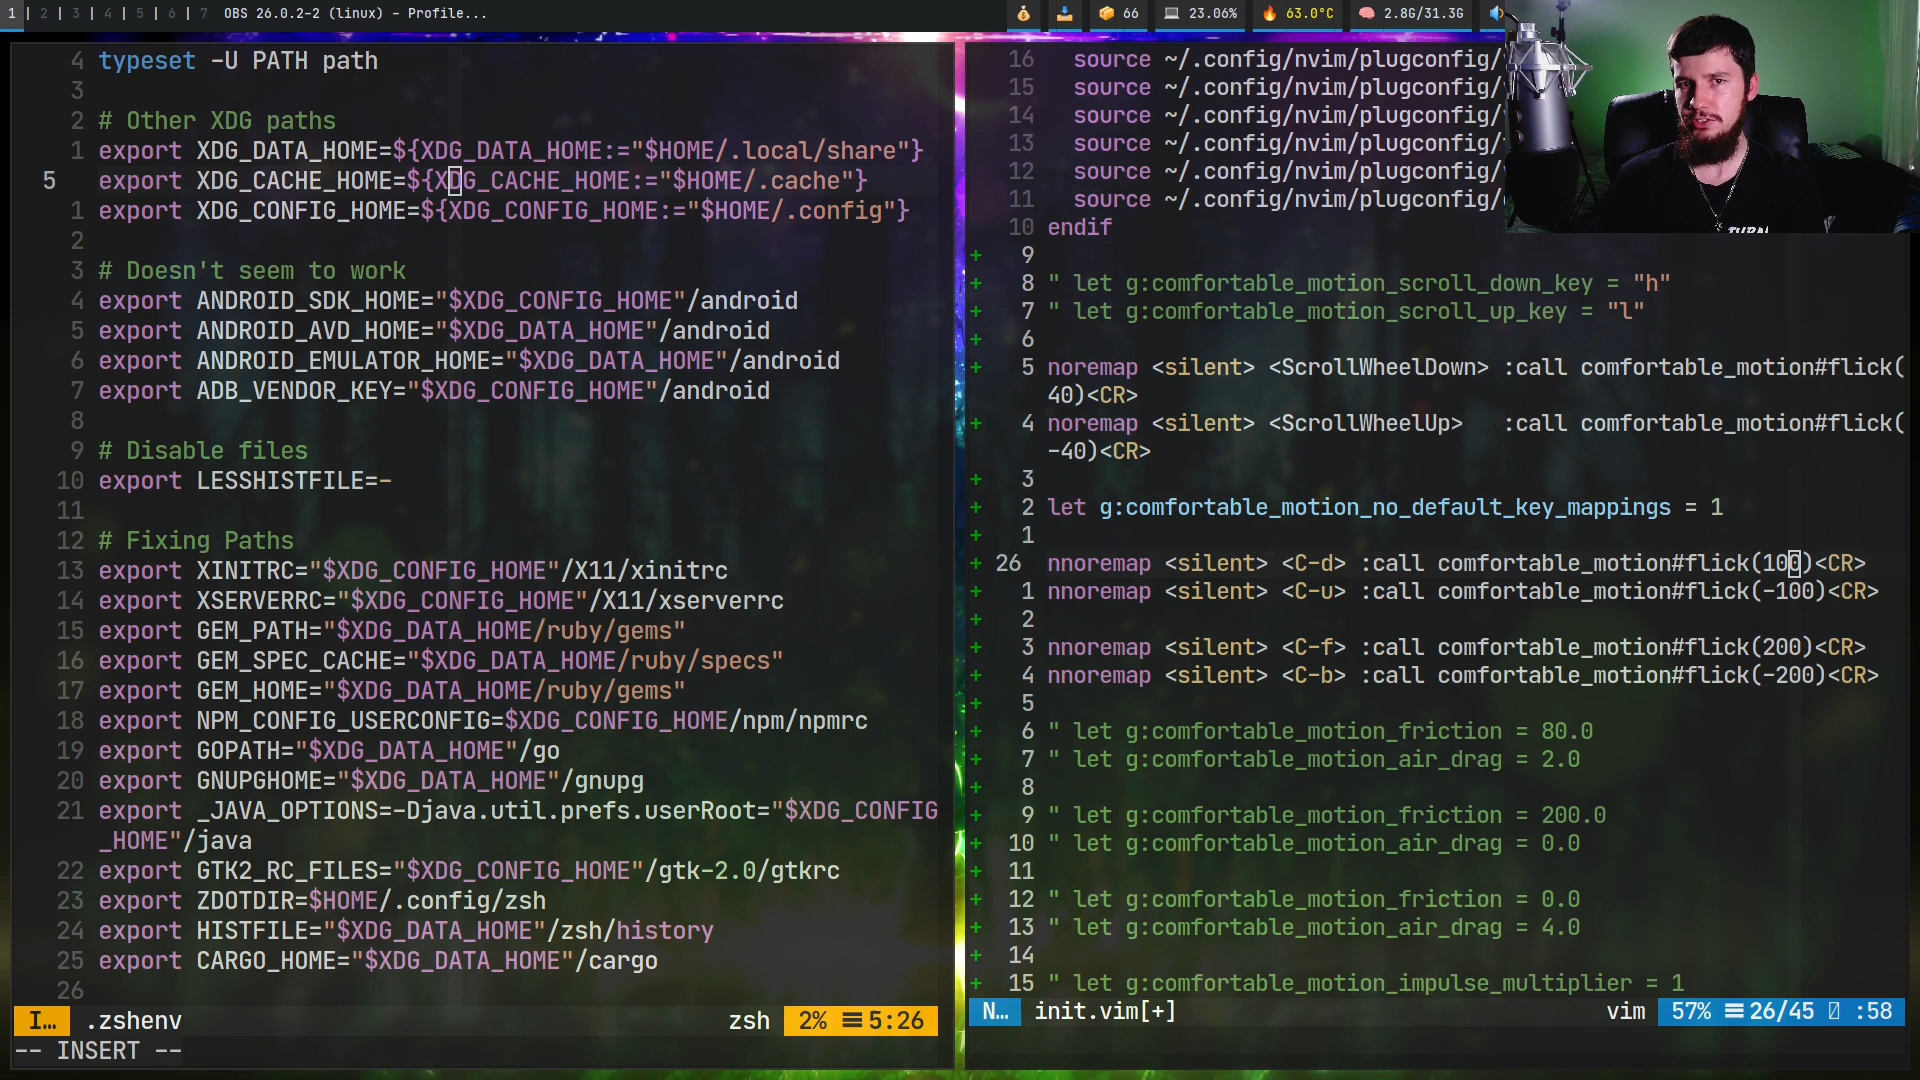 1 | 2 | 3 | 4 | 5 | 6 | 7 OBS 26.0.2-2 (linux) - Profile... 66 23.06% 63.0°C 2.8G/31.3G
4 typeset -U PATH path
3
2 # Other XDG paths
1 export XDG_DATA_HOME=${XDG_DATA_HOME:="$HOME/.local/share"}
5 export XDG_CACHE_HOME=${XDG_CACHE_HOME:="$HOME/.cache"}
1 export XDG_CONFIG_HOME=${XDG_CONFIG_HOME:="$HOME/.config"}
2
3 # Doesn't seem to work
4 export ANDROID_SDK_HOME="$XDG_CONFIG_HOME"/android
5 export ANDROID_AVD_HOME="$XDG_DATA_HOME"/android
6 export ANDROID_EMULATOR_HOME="$XDG_DATA_HOME"/android
7 export ADB_VENDOR_KEY="$XDG_CONFIG_HOME"/android
8
9 # Disable files
10 export LESSHISTFILE=-
11
12 # Fixing Paths
13 export XINITRC="$XDG_CONFIG_HOME"/X11/xinitrc
14 export XSERVERRC="$XDG_CONFIG_HOME"/X11/xserverrc
15 export GEM_PATH="$XDG_DATA_HOME/ruby/gems"
16 export GEM_SPEC_CACHE="$XDG_DATA_HOME/ruby/specs"
17 export GEM_HOME="$XDG_DATA_HOME/ruby/gems"
18 export NPM_CONFIG_USERCONFIG=$XDG_CONFIG_HOME/npm/npmrc
19 export GOPATH="$XDG_DATA_HOME"/go
20 export GNUPGHOME="$XDG_DATA_HOME"/gnupg
21 export _JAVA_OPTIONS=-Djava.util.prefs.userRoot="$XDG_CONFIG
_HOME"/java
22 export GTK2_RC_FILES="$XDG_CONFIG_HOME"/gtk-2.0/gtkrc
23 export ZDOTDIR=$HOME/.config/zsh
24 export HISTFILE="$XDG_DATA_HOME"/zsh/history
25 export CARGO_HOME="$XDG_DATA_HOME"/cargo
26
I… .zshenv zsh 2% ☰ 5:26
-- INSERT --
16 source ~/.config/nvim/plugconfig/
15 source ~/.config/nvim/plugconfig/
14 source ~/.config/nvim/plugconfig/
13 source ~/.config/nvim/plugconfig/
12 source ~/.config/nvim/plugconfig/
11 source ~/.config/nvim/plugconfig/
10 endif
+ 9
+ 8 " let g:comfortable_motion_scroll_down_key = "h"
+ 7 " let g:comfortable_motion_scroll_up_key = "l"
+ 6
+ 5 noremap <silent> <ScrollWheelDown> :call comfortable_motion#flick(
40)<CR>
+ 4 noremap <silent> <ScrollWheelUp> :call comfortable_motion#flick(
-40)<CR>
+ 3
+ 2 let g:comfortable_motion_no_default_key_mappings = 1
+ 1
+ 26 nnoremap <silent> <C-d> :call comfortable_motion#flick(100)<CR>
+ 1 nnoremap <silent> <C-u> :call comfortable_motion#flick(-100)<CR>
+ 2
+ 3 nnoremap <silent> <C-f> :call comfortable_motion#flick(200)<CR>
+ 4 nnoremap <silent> <C-b> :call comfortable_motion#flick(-200)<CR>
+ 5
+ 6 " let g:comfortable_motion_friction = 80.0
+ 7 " let g:comfortable_motion_air_drag = 2.0
+ 8
+ 9 " let g:comfortable_motion_friction = 200.0
+ 10 " let g:comfortable_motion_air_drag = 0.0
+ 11
+ 12 " let g:comfortable_motion_friction = 0.0
+ 13 " let g:comfortable_motion_air_drag = 4.0
+ 14
+ 15 " let g:comfortable_motion_impulse_multiplier = 1
N… init.vim[+] vim 57% ☰ 26/45 :58